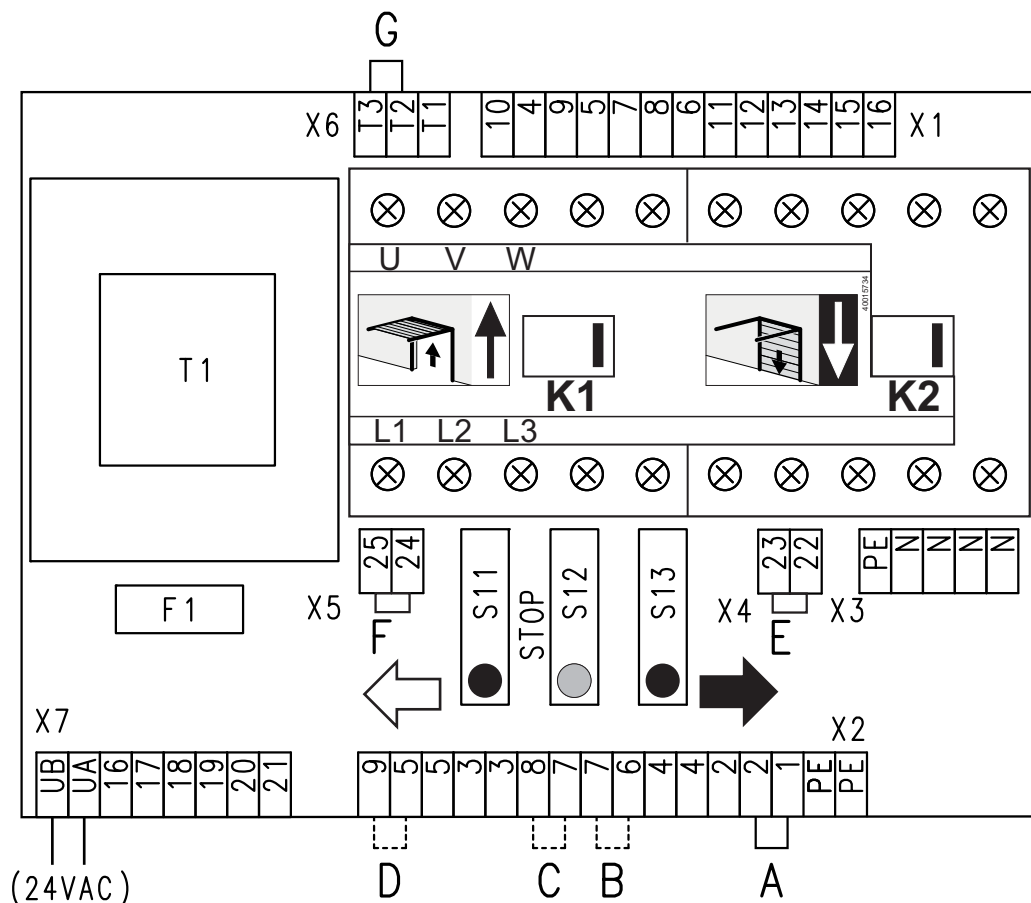 G
X6 T3 T2 T1 10 4 9 5 7 8 6 11 12 13 14 15 16 X1
U V W
40015734
T1
K1 K2
L1 L2 L3
25 24 S11 STOP S12 S13 23 22 PE N N N N
F1 X5 X4 X3
F E
X7 X2
UB UA 16 17 18 19 20 21 9 5 5 3 3 8 7 7 6 4 4 2 2 1 PE PE
(24VAC) D C B A